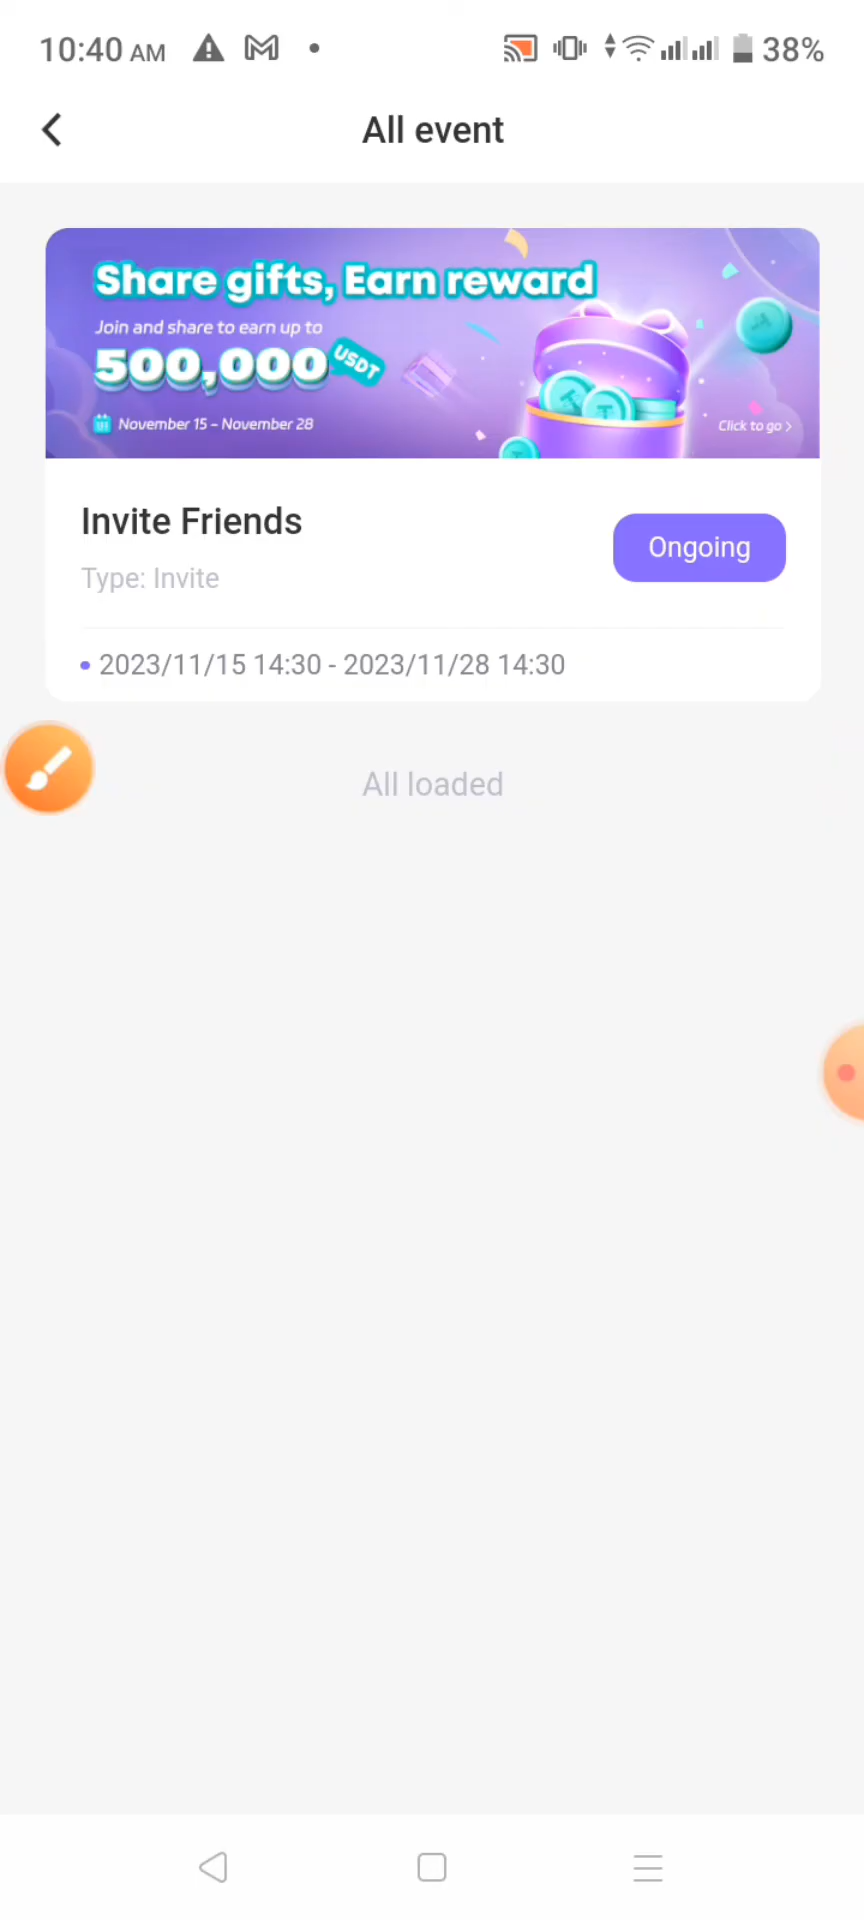 10:40 AM
38%
All event
Share gifts, Earn reward
Join and share to earn up to
500,000 USDT
November 15 - November 28
Click to go >
Invite Friends
Ongoing
Type: Invite
2023/11/15 14:30 - 2023/11/28 14:30
All loaded